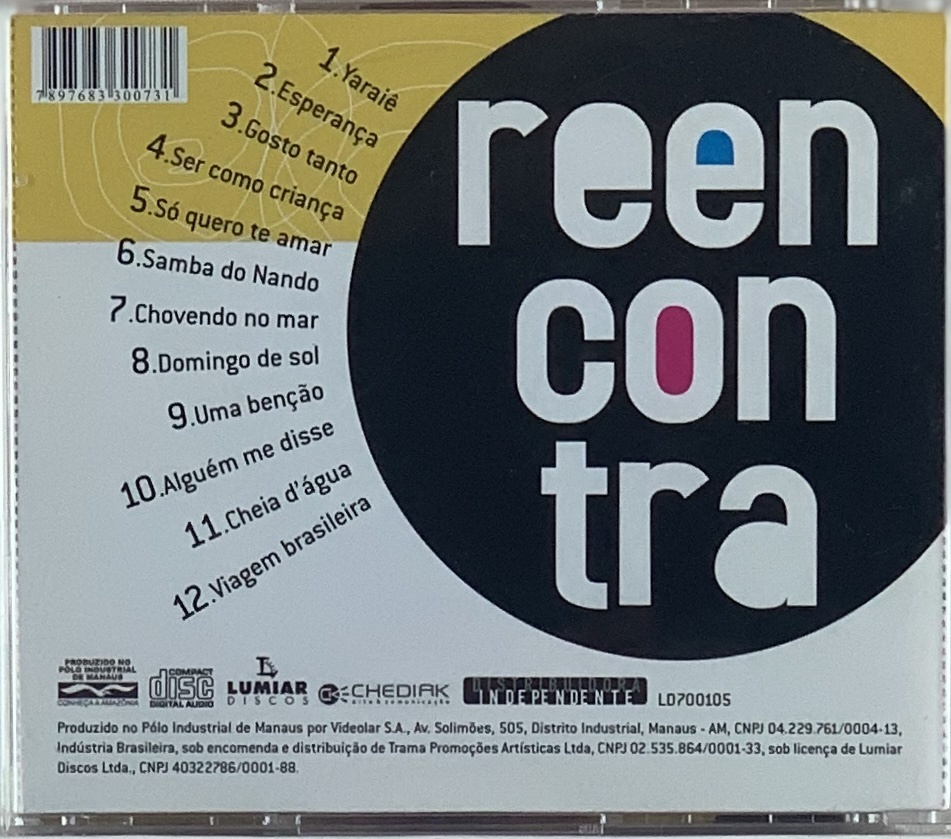 7897683300731
1.Yaraiê
2.Esperança
3.Gosto tanto
4.Ser como criança
5.Só quero te amar
6.Samba do Nando
7.Chovendo no mar
8.Domingo de sol
9.Uma benção
10.Alguém me disse
11.Cheia d'água
12.Viagem brasileira
reen
con
tra
PRODUZIDO NO
PÓLO INDUSTRIAL
DE MANAUS
CONHEÇA A AMAZÔNIA
COMPACT
disc
DIGITAL AUDIO
LUMIAR
DISCOS
CHEDIAK
arte & comunicação
DISTRIBUIDORA
INDEPENDENTE
LD700105
Produzido no Pólo Industrial de Manaus por Videolar S.A., Av. Solimões, 505, Distrito Industrial, Manaus - AM, CNPJ 04.229.761/0004-13,
Indústria Brasileira, sob encomenda e distribuição de Trama Promoções Artísticas Ltda, CNPJ 02.535.864/0001-33, sob licença de Lumiar
Discos Ltda., CNPJ 40322786/0001-88.